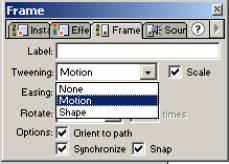 Frame
Inst Effe Frame Sour ?
Label:
Tweening: Motion Scale
None
Easing: Motion
Rotate: Shape times
Options: Orient to path
Synchronize Snap